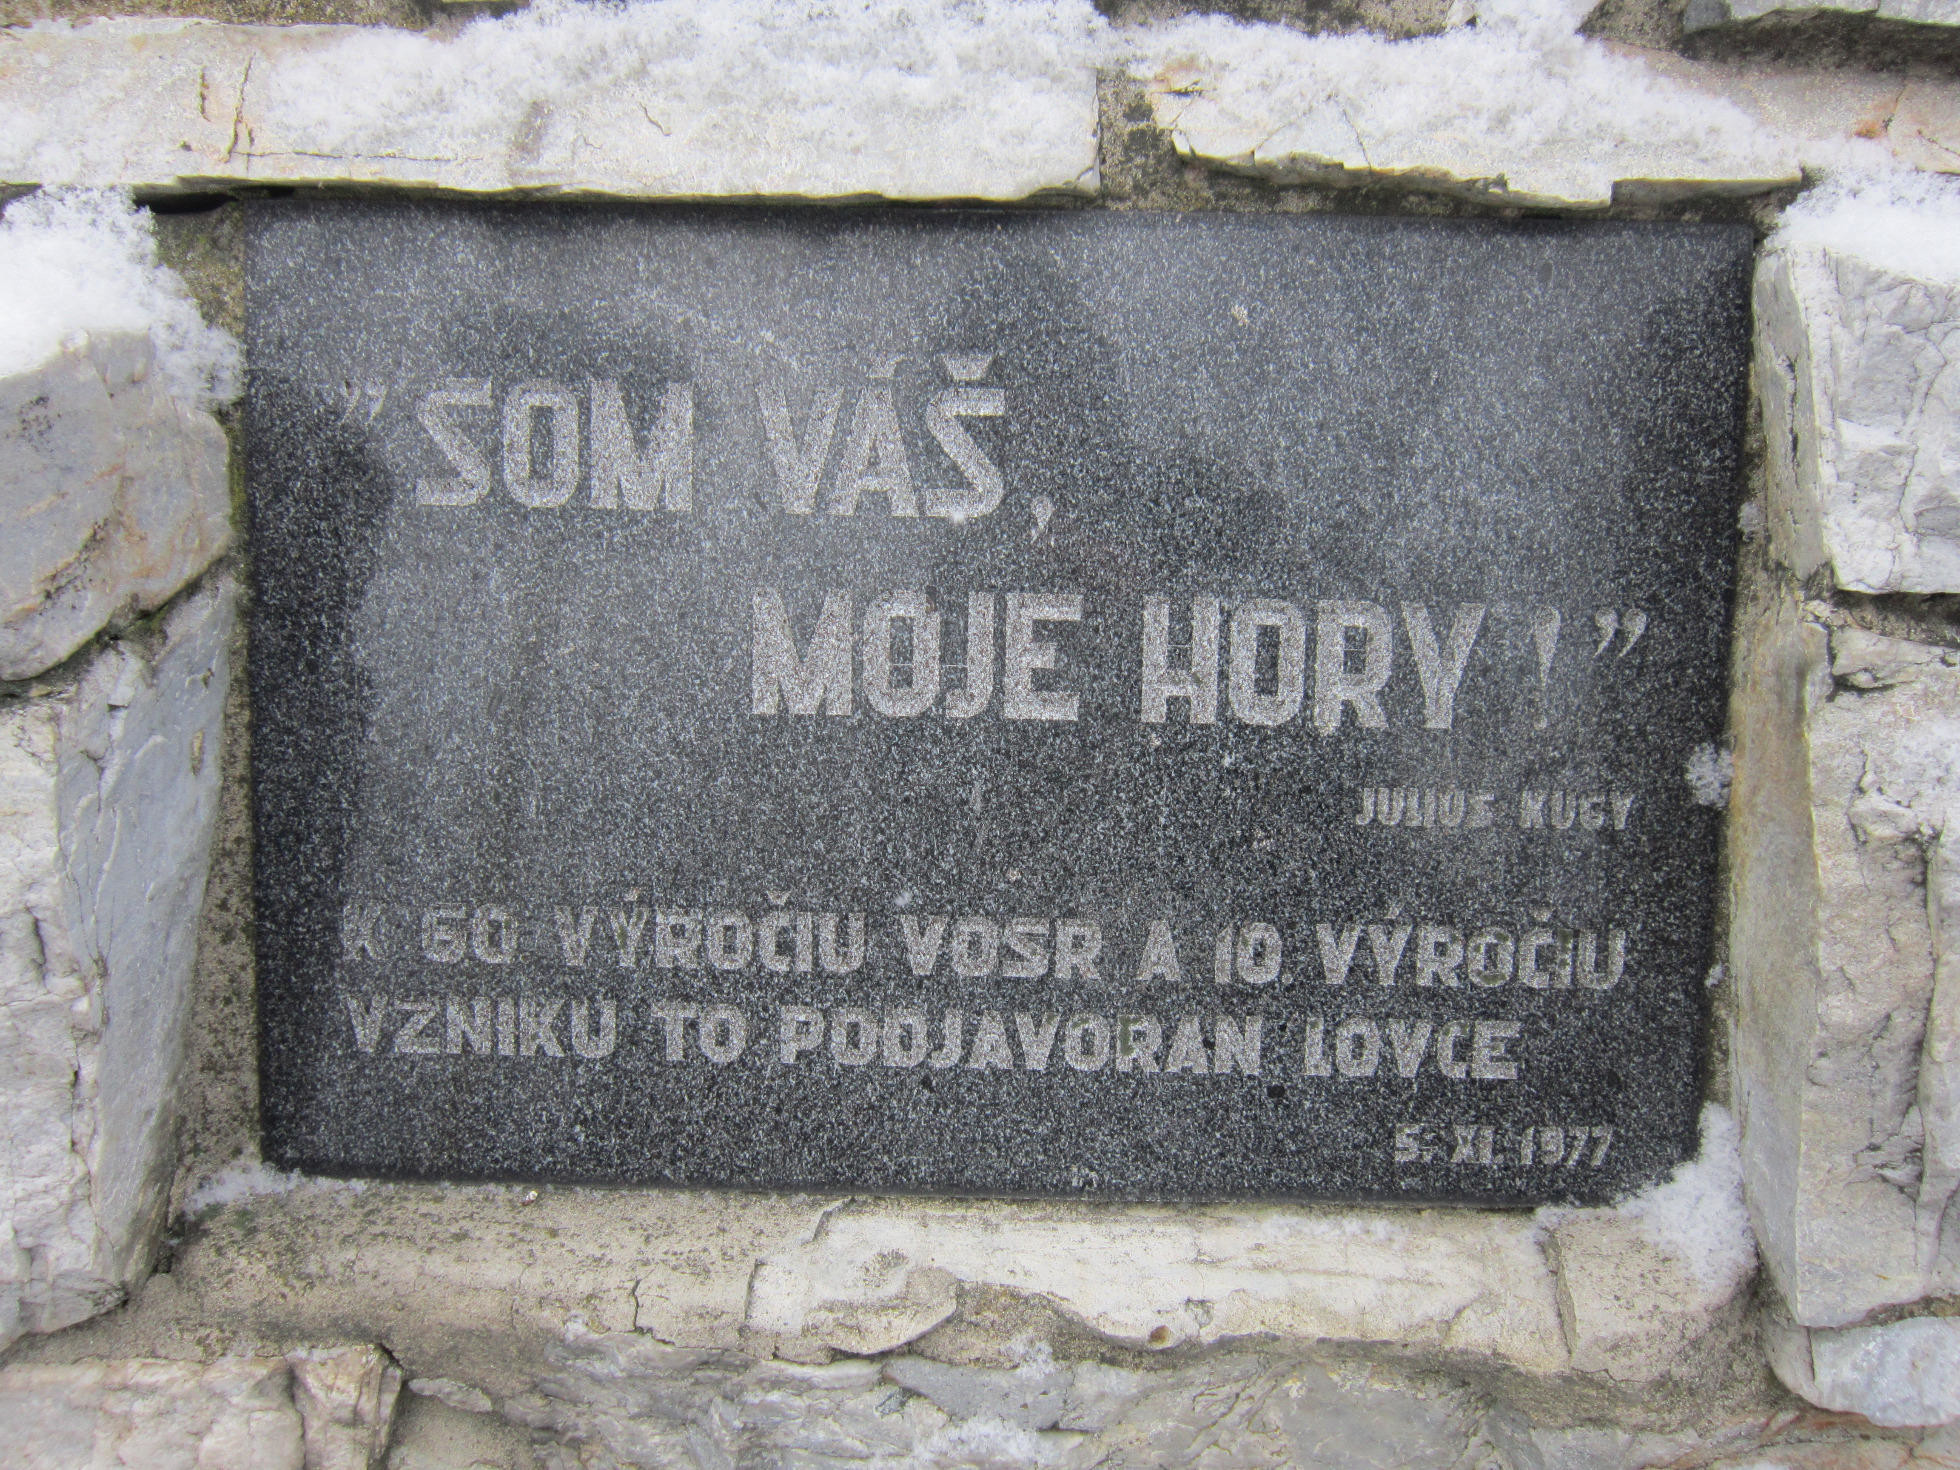 ”SOM VÁŠ,
MOJE HORY!”
JULIUS KUGY
K 60. VÝROČIU VOSR A 10. VÝROČIU
VZNIKU TO PODJAVORAN LOVCE
5. XI. 1977